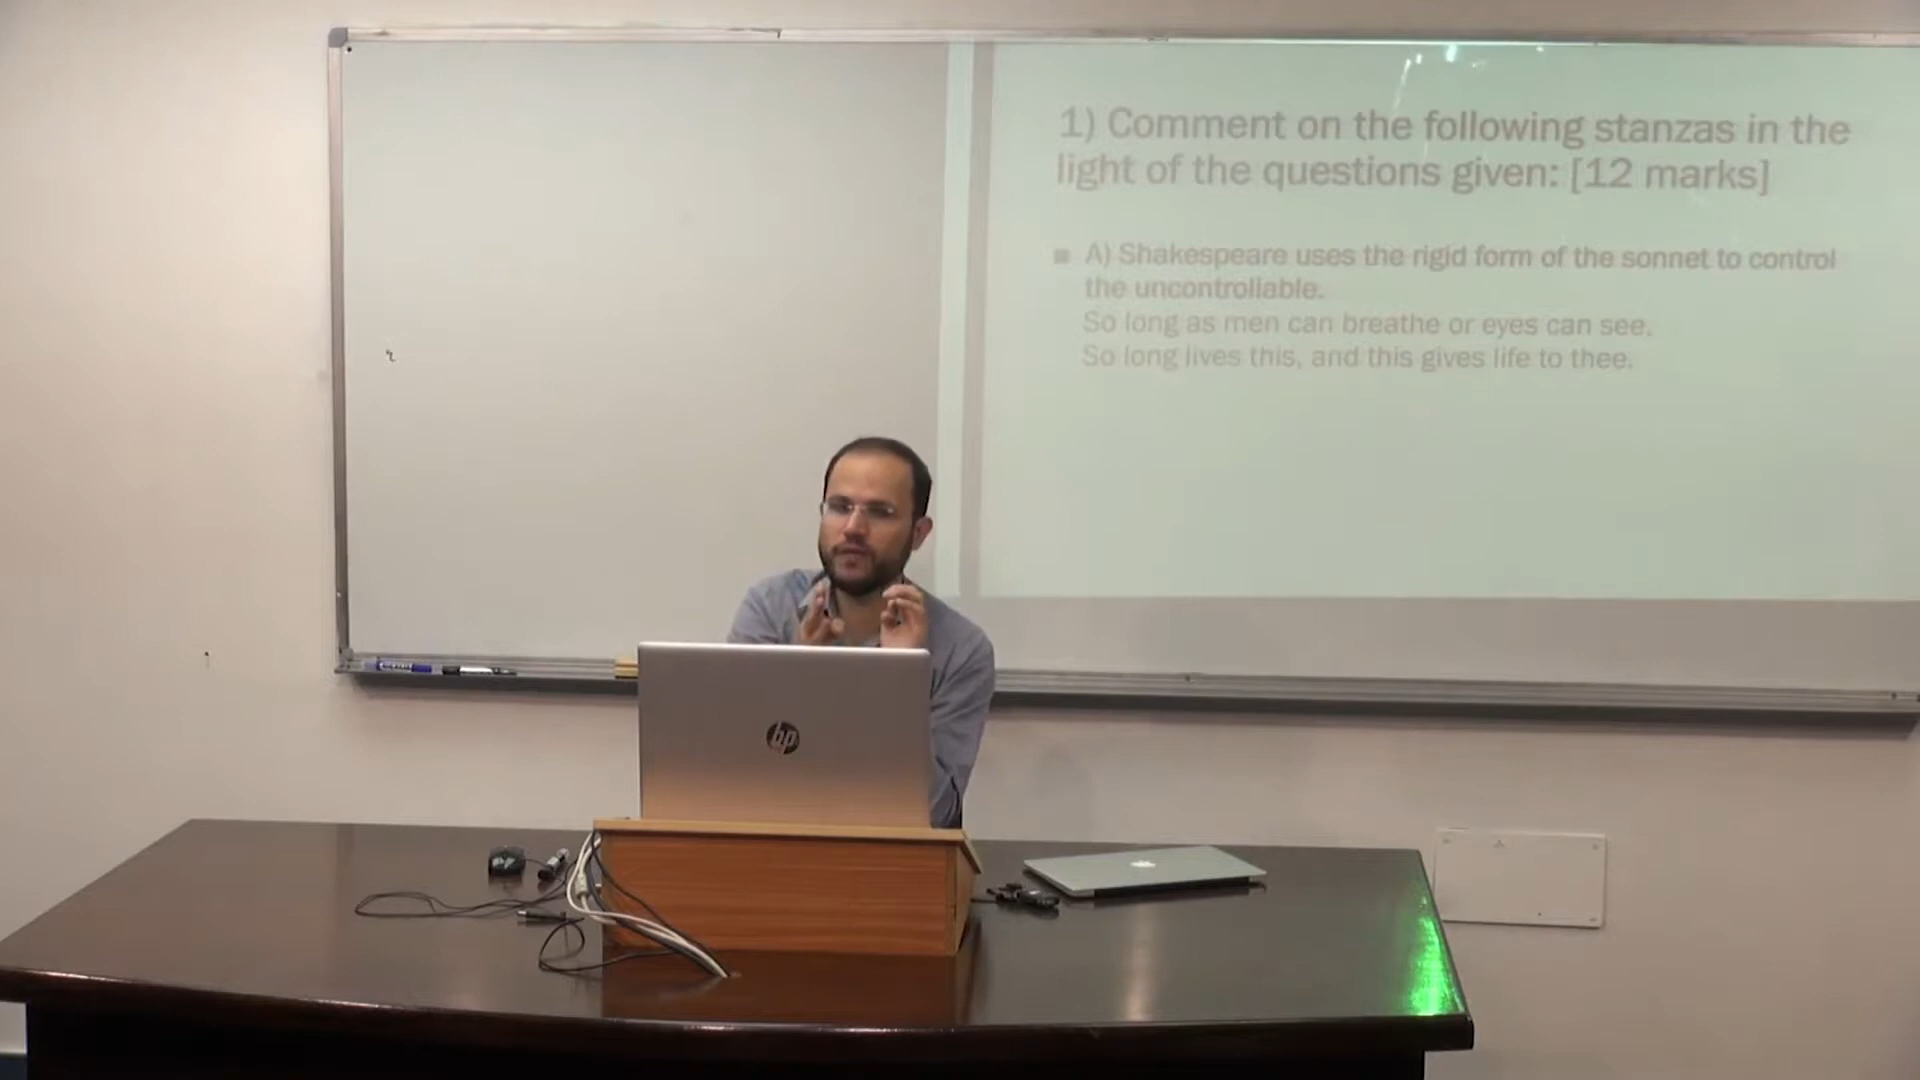 1) Comment on the following stanzas in the
light of the questions given: [12 marks]
A) Shakespeare uses the rigid form of the sonnet to control
the uncontrollable.
So long as men can breathe or eyes can see.
So long lives this, and this gives life to thee.
hp